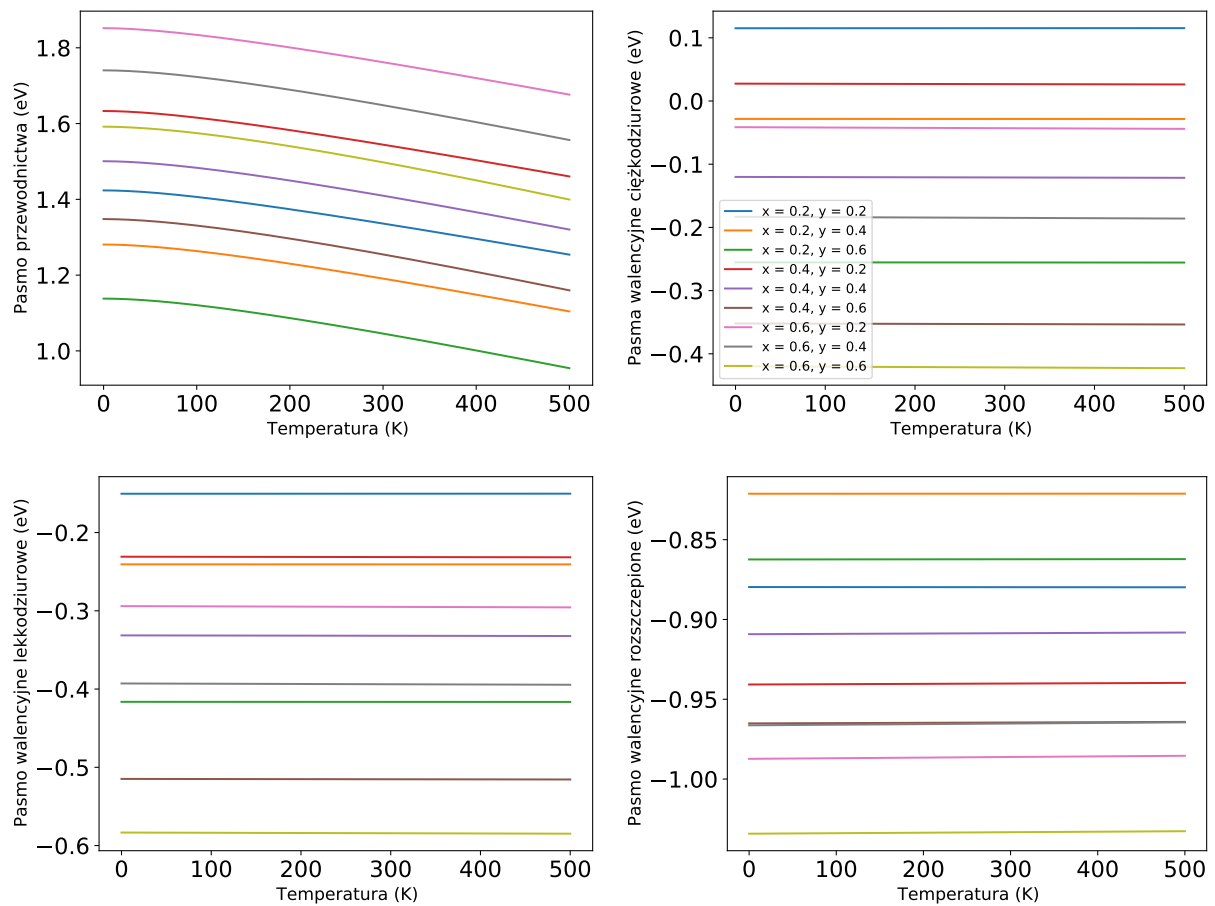 Pasmo przewodnictwa (eV)
1.8
1.6
1.4
1.2
1.0
0 100 200 300 400 500
Temperatura (K)
Pasma walencyjne ciężkodziurowe (eV)
0.1
0.0
−0.1
−0.2
−0.3
−0.4
x = 0.2, y = 0.2
x = 0.2, y = 0.4
x = 0.2, y = 0.6
x = 0.4, y = 0.2
x = 0.4, y = 0.4
x = 0.4, y = 0.6
x = 0.6, y = 0.2
x = 0.6, y = 0.4
x = 0.6, y = 0.6
0 100 200 300 400 500
Temperatura (K)
Pasmo walencyjne lekkodziurowe (eV)
−0.2
−0.3
−0.4
−0.5
−0.6
0 100 200 300 400 500
Temperatura (K)
Pasmo walencyjne rozszczepione (eV)
−0.85
−0.90
−0.95
−1.00
0 100 200 300 400 500
Temperatura (K)